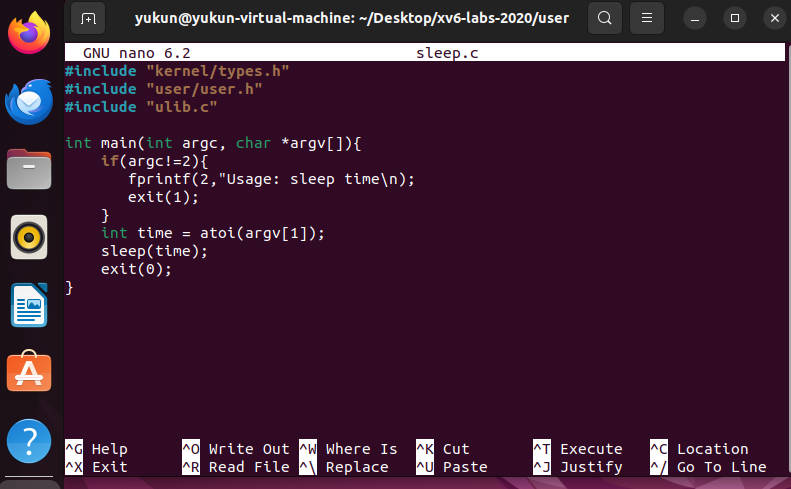 yukun@yukun-virtual-machine: ~/Desktop/xv6-labs-2020/user
GNU nano 6.2 sleep.c
#include "kernel/types.h"
#include "user/user.h"
#include "ulib.c"
int main(int argc, char *argv[]){
    if(argc!=2){
       fprintf(2,"Usage: sleep time\n);
       exit(1);
    }
    int time = atoi(argv[1]);
    sleep(time);
    exit(0);
}
^G Help ^O Write Out ^W Where Is ^K Cut ^T Execute ^C Location
^X Exit ^R Read File ^\ Replace ^U Paste ^J Justify ^/ Go To Line